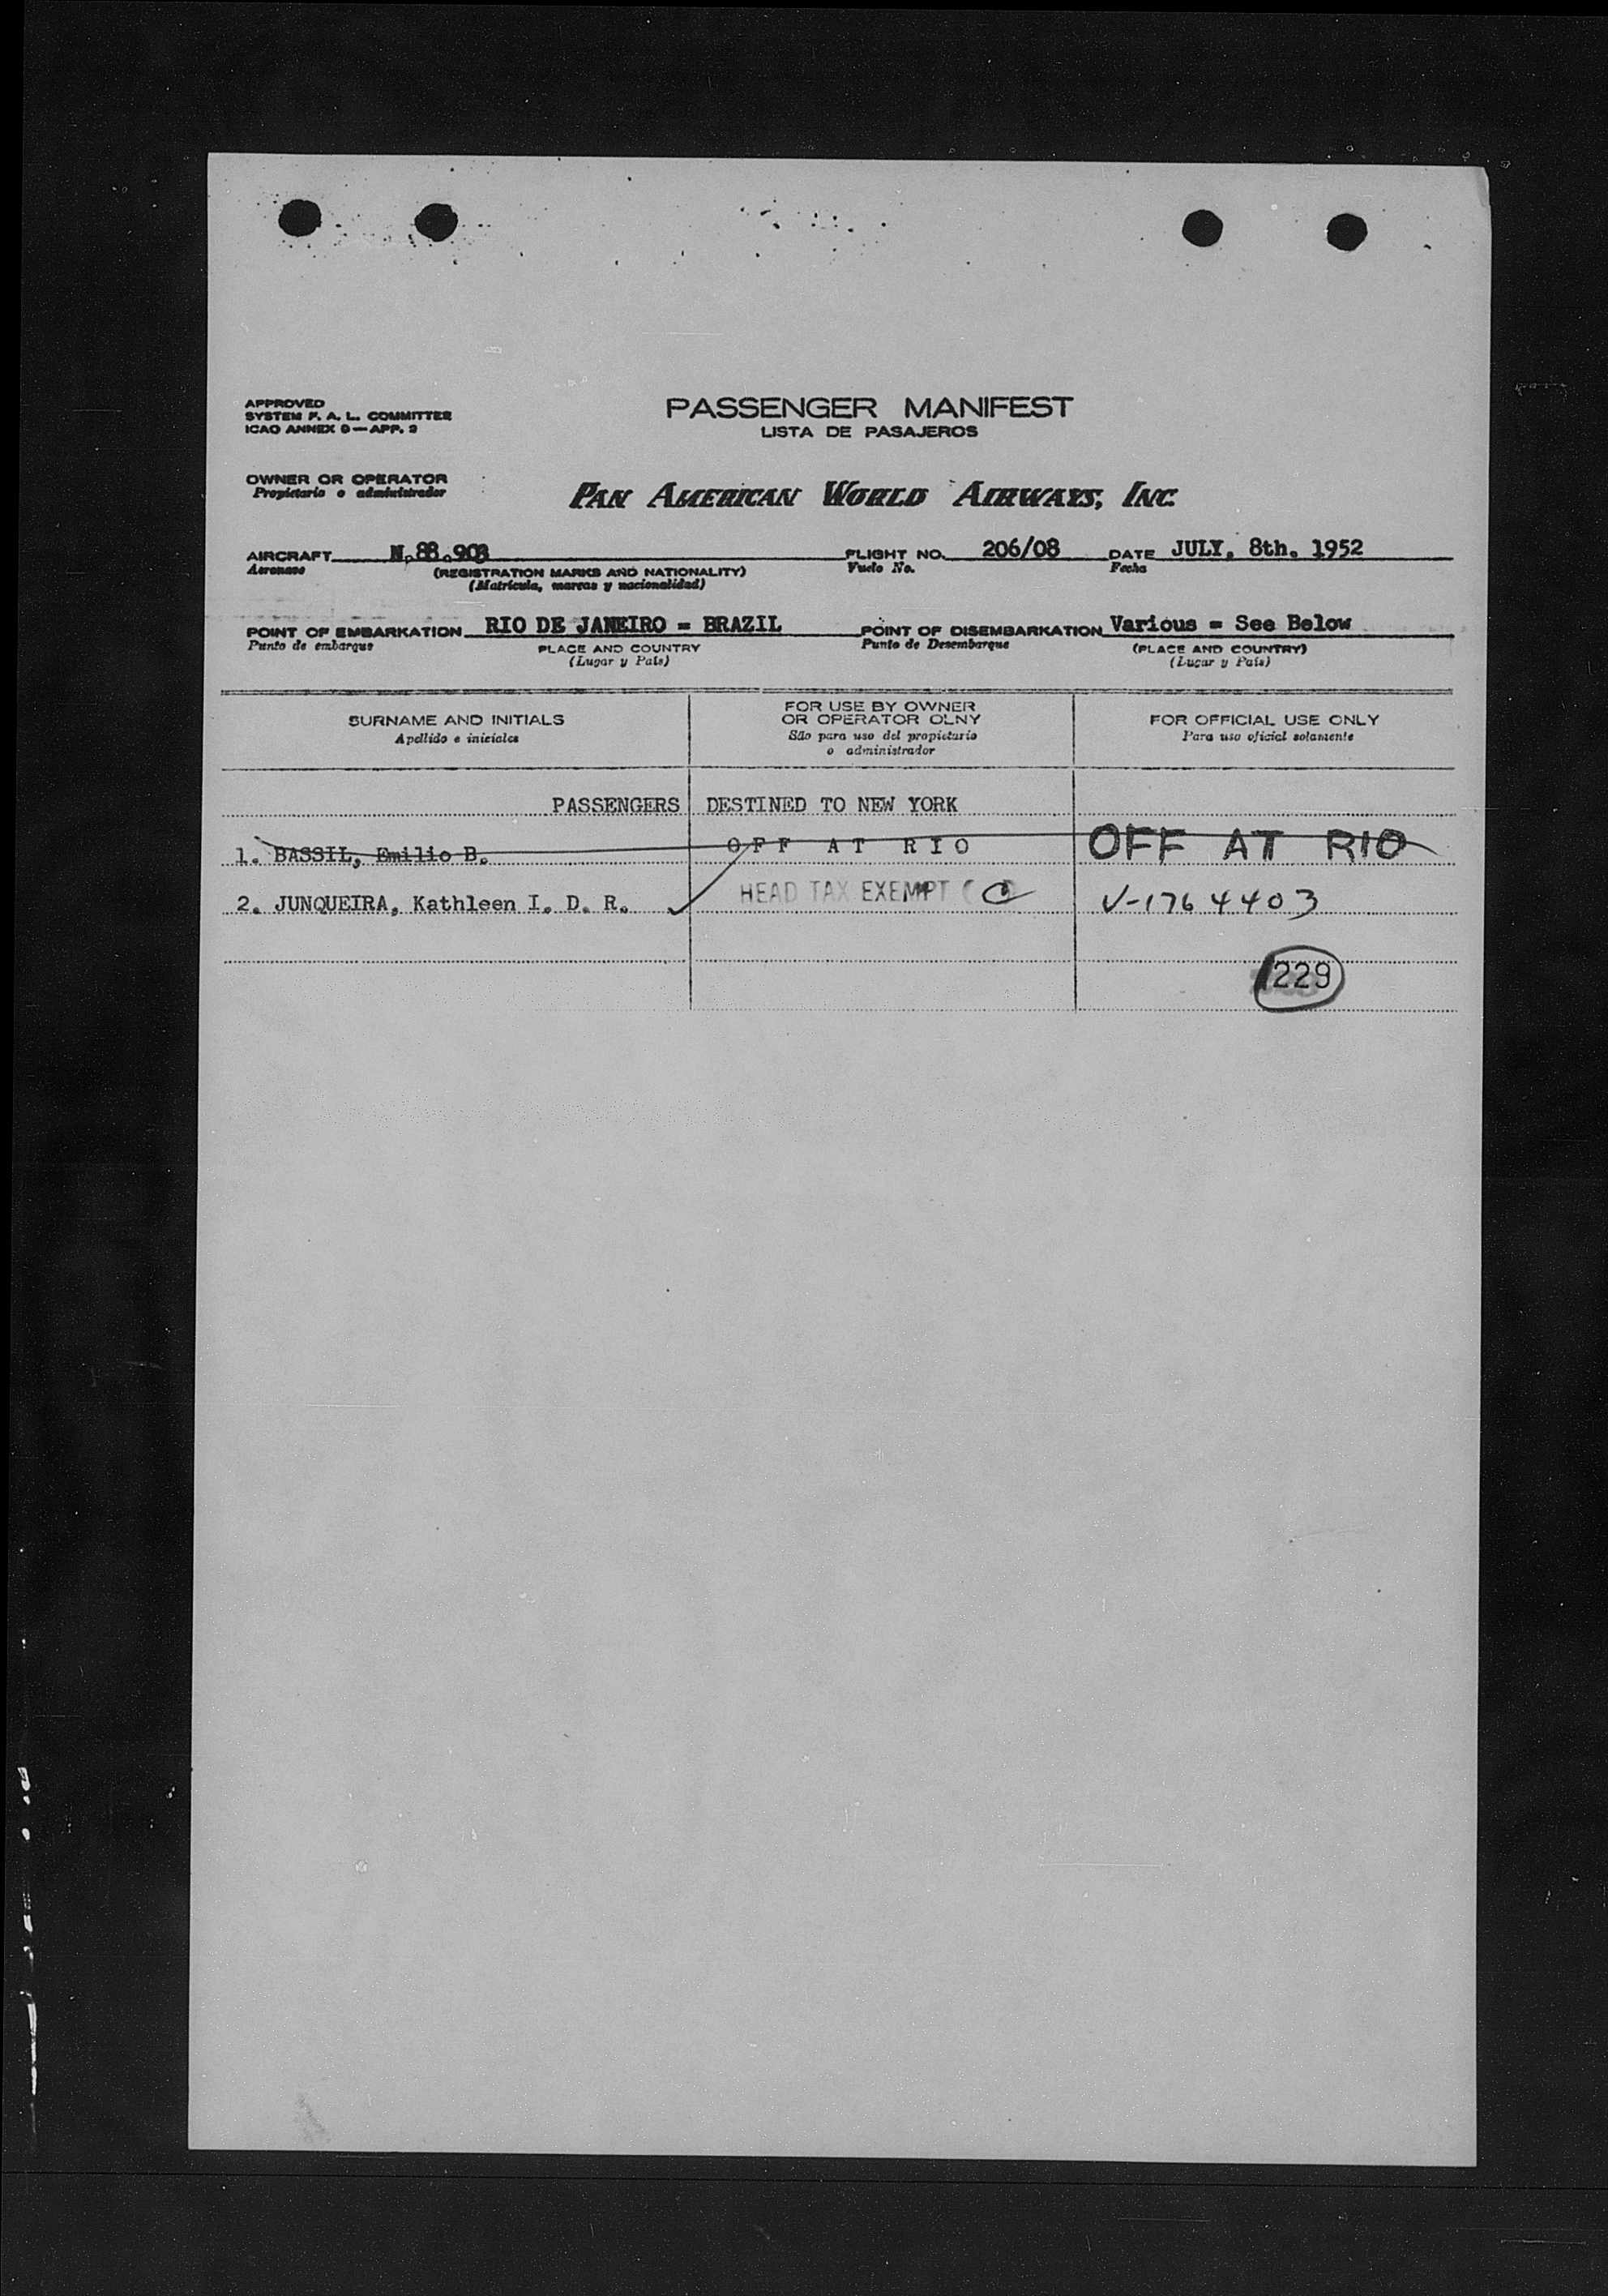 APPROVED
SYSTEM F. A. L. COMMITTEE
ICAO ANNEX 9—APP. 2
PASSENGER MANIFEST
LISTA DE PASAJEROS
OWNER OR OPERATOR
Propietario o administrador
PAN AMERICAN WORLD AIRWAYS, INC.
AIRCRAFT N.88.903 FLIGHT NO. 206/08 DATE JULY. 8th. 1952
Aeronave (REGISTRATION MARKS AND NATIONALITY) Vuelo No. Fecha
(Matrícula, marcas y nacionalidad)
POINT OF EMBARKATION RIO DE JANEIRO = BRAZIL POINT OF DISEMBARKATION Various = See Below
Punto de embarque PLACE AND COUNTRY Punto de Desembarque (PLACE AND COUNTRY)
(Lugar y País) (Lugar y País)
SURNAME AND INITIALS
Apellido e iniciales
FOR USE BY OWNER
OR OPERATOR OLNY
São para uso del propietario
o administrador
FOR OFFICIAL USE ONLY
Para uso oficial solamente
PASSENGERS DESTINED TO NEW YORK
1. BASSIL, Emilio B. OFF AT RIO OFF AT RIO
2. JUNQUEIRA, Kathleen I. D. R. HEAD TAX EXEMPT V-1764403
229